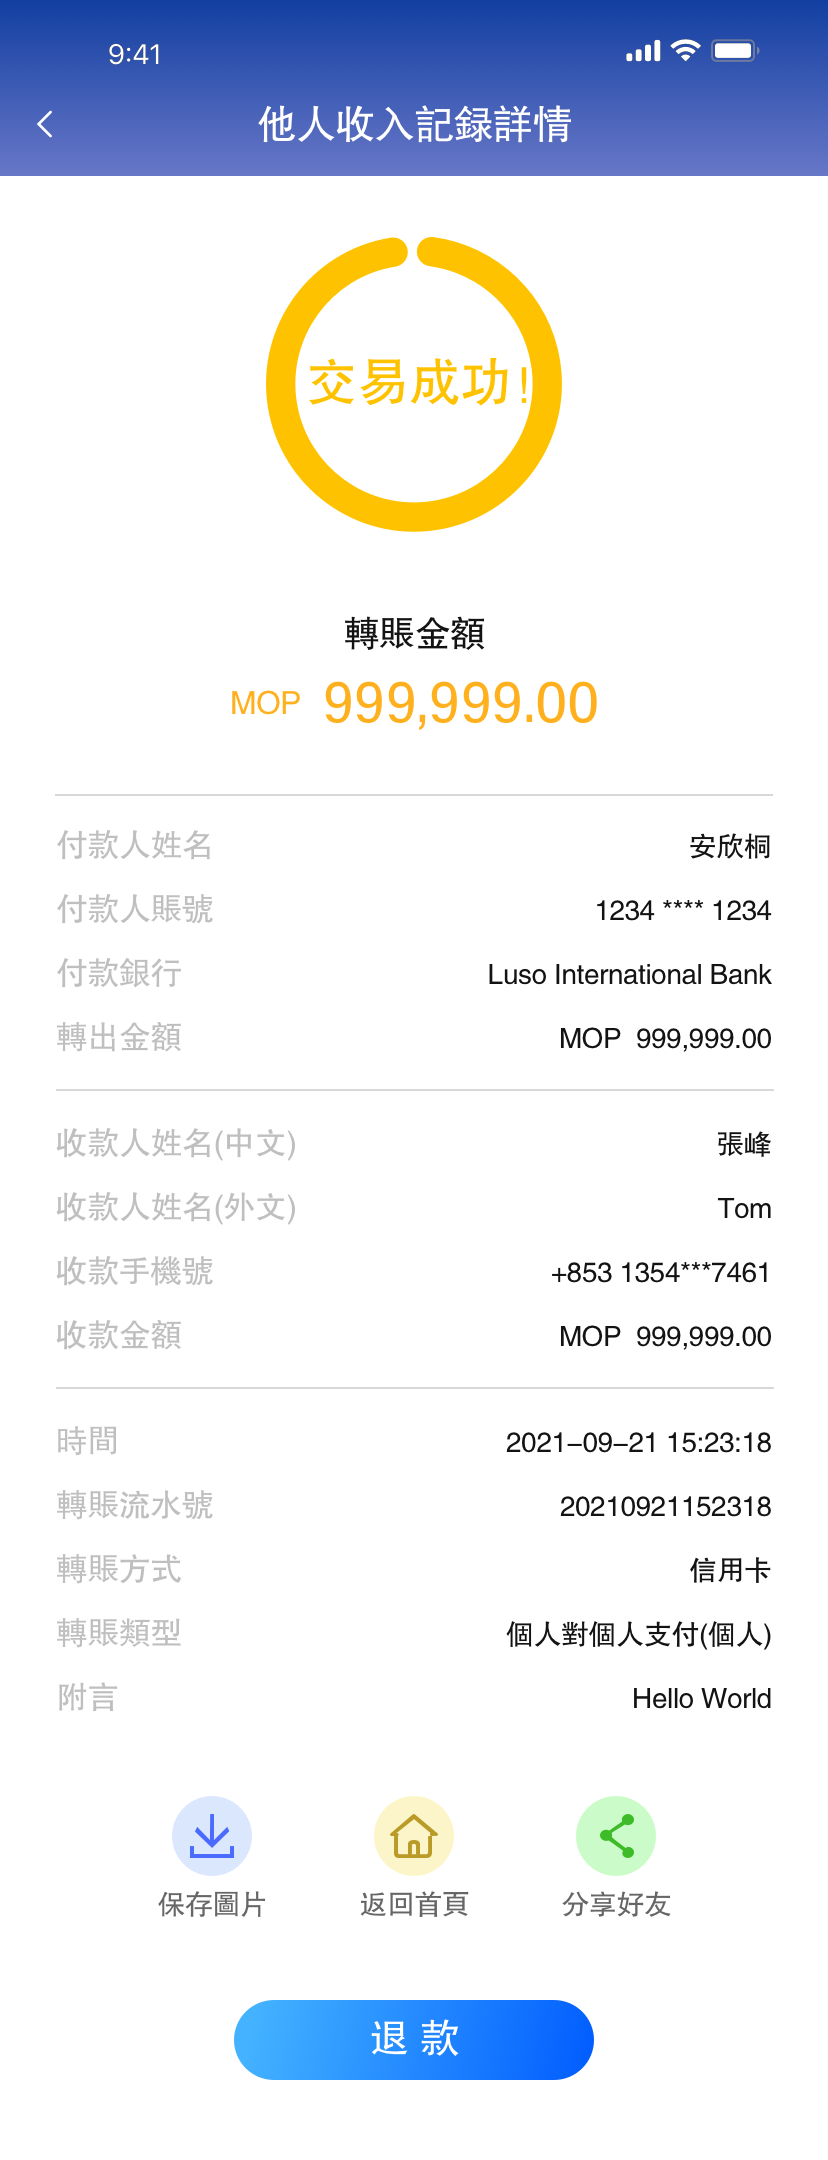 9:41
他人收入記録詳情
交易成功!
轉賬金額
MOP 999,999.00
付款人姓名 安欣桐
付款人賬號 1234 **** 1234
付款銀行 Luso International Bank
轉出金額 MOP 999,999.00
收款人姓名(中文) 張峰
收款人姓名(外文) Tom
收款手機號 +853 1354***7461
收款金額 MOP 999,999.00
時間 2021-09-21 15:23:18
轉賬流水號 20210921152318
轉賬方式 信用卡
轉賬類型 個人對個人支付(個人)
附言 Hello World
保存圖片 返回首頁 分享好友
退 款